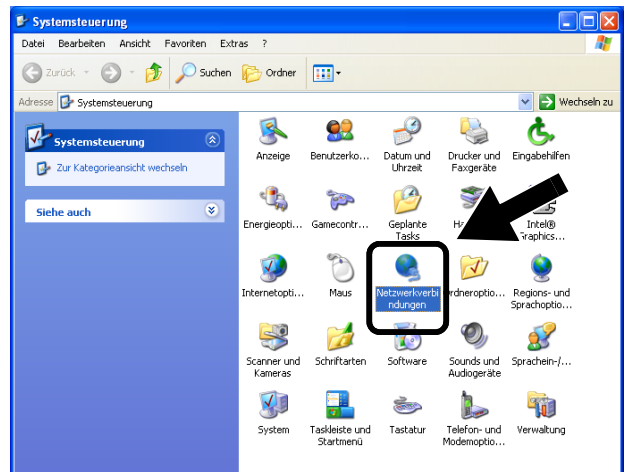 Systemsteuerung
Datei Bearbeiten Ansicht Favoriten Extras ?
Zurück Suchen Ordner
Adresse Systemsteuerung Wechseln zu
Systemsteuerung
Zur Kategorieansicht wechseln
Siehe auch
Anzeige Benutzerko... Datum und Drucker und Eingabehilfen
Uhrzeit Faxgeräte
Energieopti... Gamecontr... Geplante Intel®
Tasks Graphics...
Internetopti... Maus Netzwerkverbi Ordneroptio... Regions- und
ndungen Sprachoptio...
Scanner und Schriftarten Software Sounds und Sprachein-/...
Kameras Audiogeräte
System Taskleiste und Tastatur Telefon- und Verwaltung
Startmenü Modemoptio...